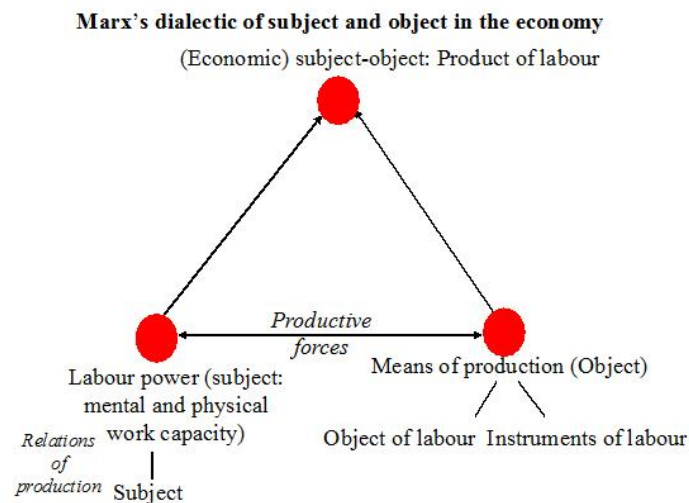 Marx's dialectic of subject and object in the economy
(Economic) subject-object: Product of labour
Productive
forces
Labour power (subject:
mental and physical
work capacity)
Means of production (Object)
Object of labour Instruments of labour
Relations
of
production
Subject